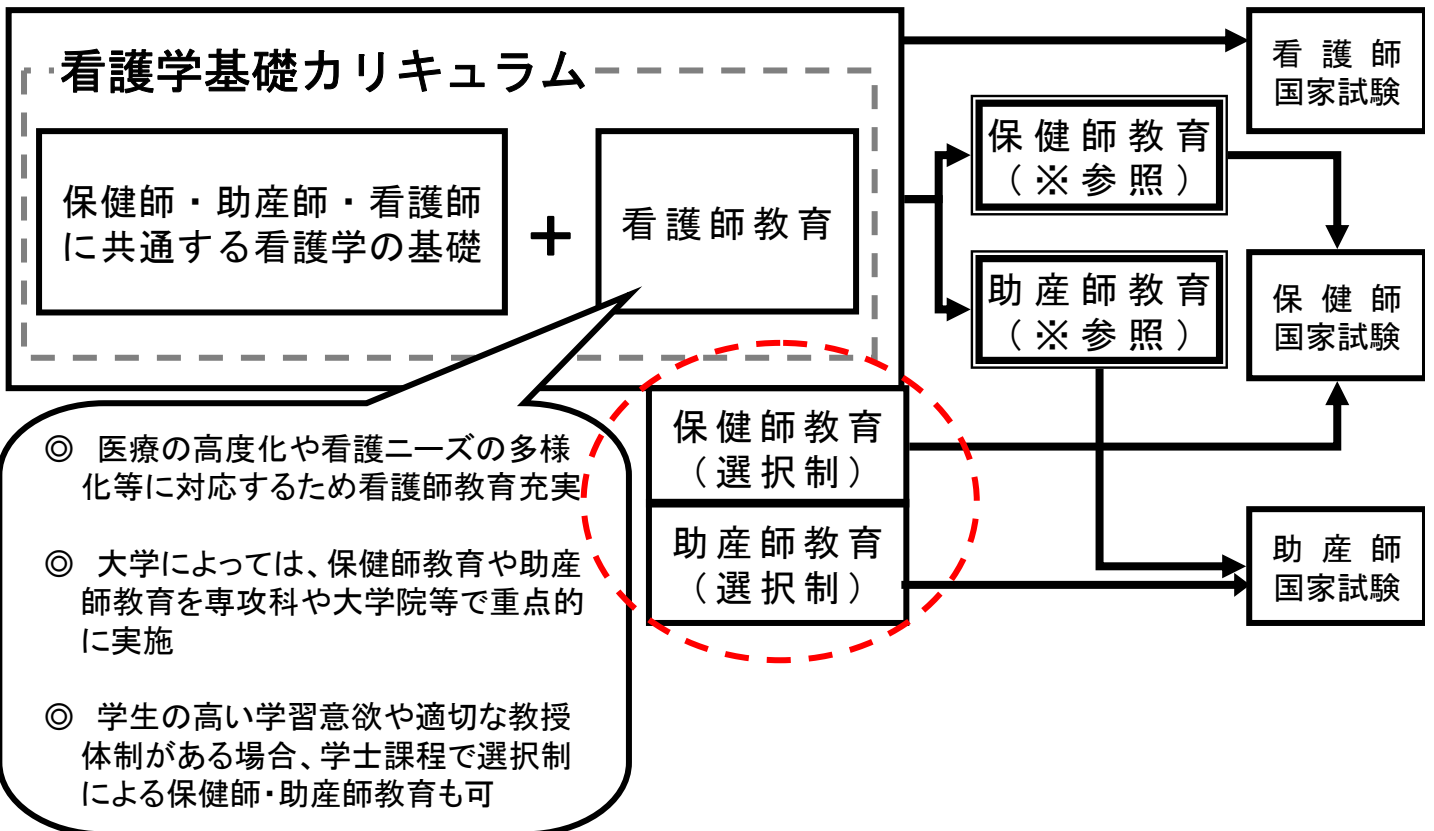 看護学基礎カリキュラム
保健師・助産師・看護師
に共通する看護学の基礎
+
看護師教育
看護師
国家試験
保健師教育
(※参照)
助産師教育
(※参照)
保健師
国家試験
保健師教育
(選択制)
助産師教育
(選択制)
助産師
国家試験
◎ 医療の高度化や看護ニーズの多様
化等に対応するため看護師教育充実
◎ 大学によっては、保健師教育や助産
師教育を専攻科や大学院等で重点的
に実施
◎ 学生の高い学習意欲や適切な教授
体制がある場合、学士課程で選択制
による保健師・助産師教育も可